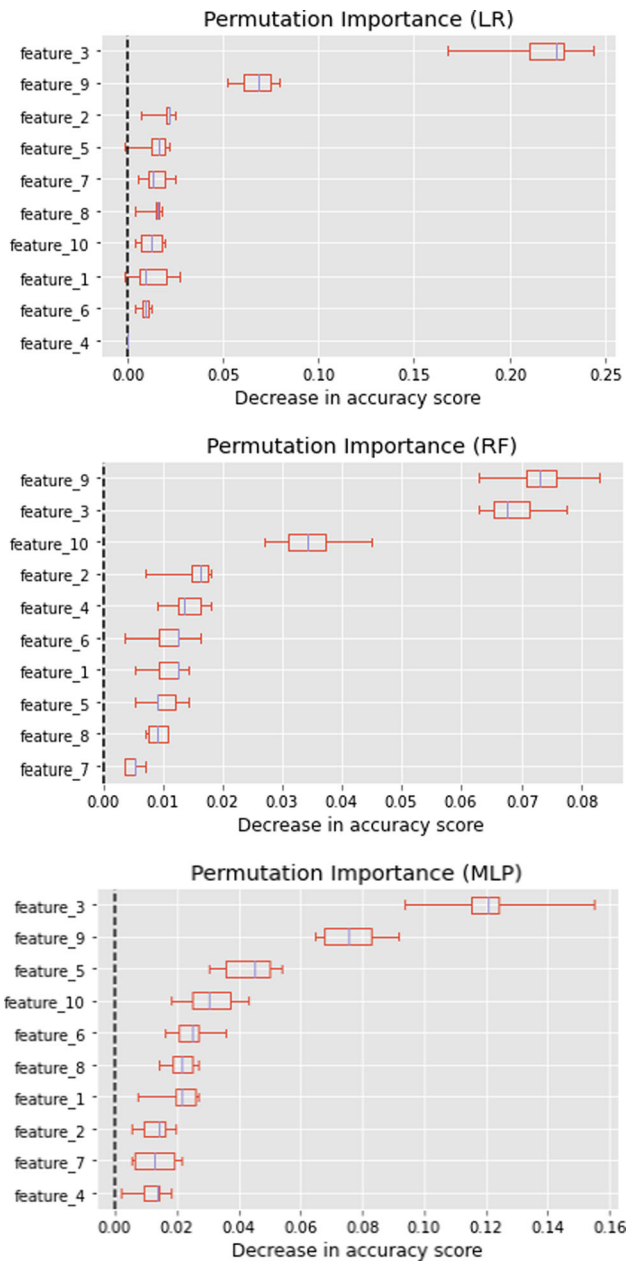 Permutation Importance (LR)
feature_3
feature_9
feature_2
feature_5
feature_7
feature_8
feature_10
feature_1
feature_6
feature_4
0.00 0.05 0.10 0.15 0.20 0.25
Decrease in accuracy score
Permutation Importance (RF)
feature_9
feature_3
feature_10
feature_2
feature_4
feature_6
feature_1
feature_5
feature_8
feature_7
0.00 0.01 0.02 0.03 0.04 0.05 0.06 0.07 0.08
Decrease in accuracy score
Permutation Importance (MLP)
feature_3
feature_9
feature_5
feature_10
feature_6
feature_8
feature_1
feature_2
feature_7
feature_4
0.00 0.02 0.04 0.06 0.08 0.10 0.12 0.14 0.16
Decrease in accuracy score